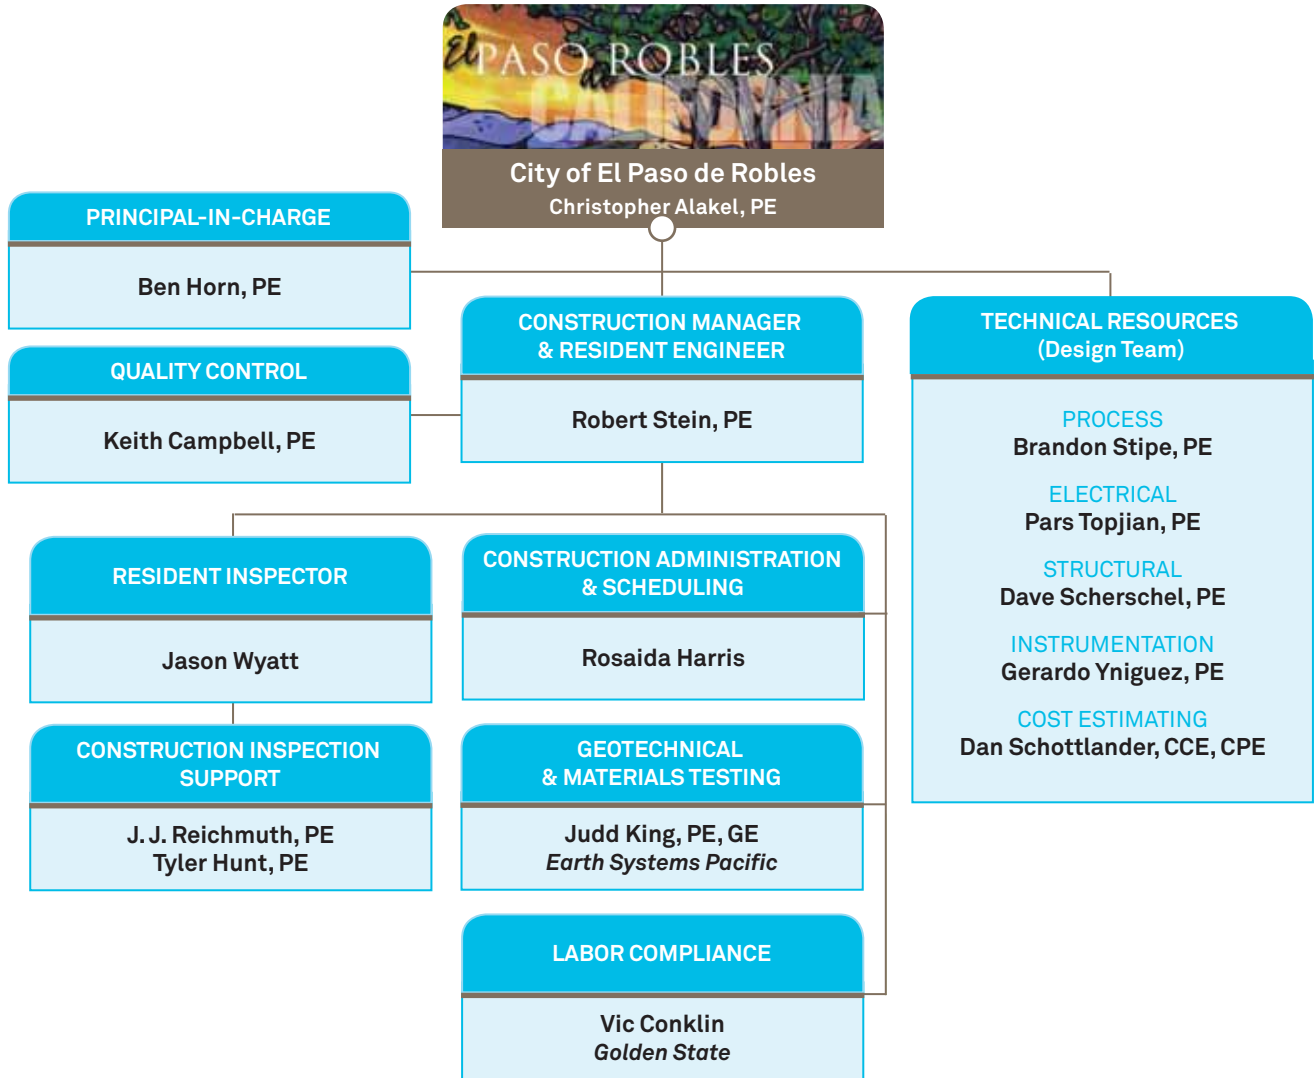 El PASO de ROBLES
CALIFORNIA
City of El Paso de Robles
Christopher Alakel, PE
PRINCIPAL-IN-CHARGE
Ben Horn, PE
QUALITY CONTROL
Keith Campbell, PE
CONSTRUCTION MANAGER
& RESIDENT ENGINEER
Robert Stein, PE
TECHNICAL RESOURCES
(Design Team)
PROCESS
Brandon Stipe, PE
ELECTRICAL
Pars Topjian, PE
STRUCTURAL
Dave Scherschel, PE
INSTRUMENTATION
Gerardo Yniguez, PE
COST ESTIMATING
Dan Schottlander, CCE, CPE
RESIDENT INSPECTOR
Jason Wyatt
CONSTRUCTION INSPECTION
SUPPORT
J. J. Reichmuth, PE
Tyler Hunt, PE
CONSTRUCTION ADMINISTRATION
& SCHEDULING
Rosaida Harris
GEOTECHNICAL
& MATERIALS TESTING
Judd King, PE, GE
Earth Systems Pacific
LABOR COMPLIANCE
Vic Conklin
Golden State